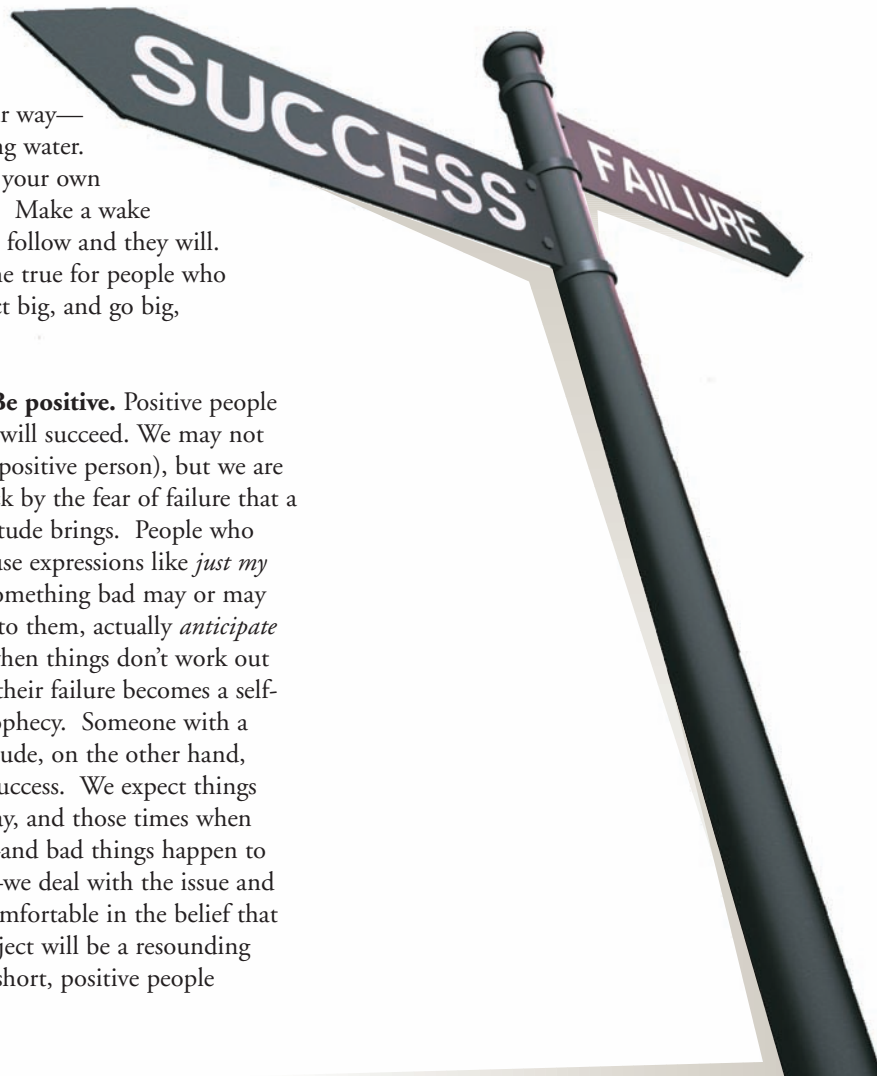 SUCCESS
FAILURE
r way—
ng water.
your own
Make a wake
follow and they will.
ne true for people who
ct big, and go big,
Be positive. Positive people
will succeed. We may not
positive person), but we are
k by the fear of failure that a
tude brings. People who
use expressions like just my
omething bad may or may
to them, actually anticipate
when things don’t work out
their failure becomes a self-
ophecy. Someone with a
tude, on the other hand,
uccess. We expect things
ay, and those times when
and bad things happen to
-we deal with the issue and
omfortable in the belief that
ject will be a resounding
short, positive people